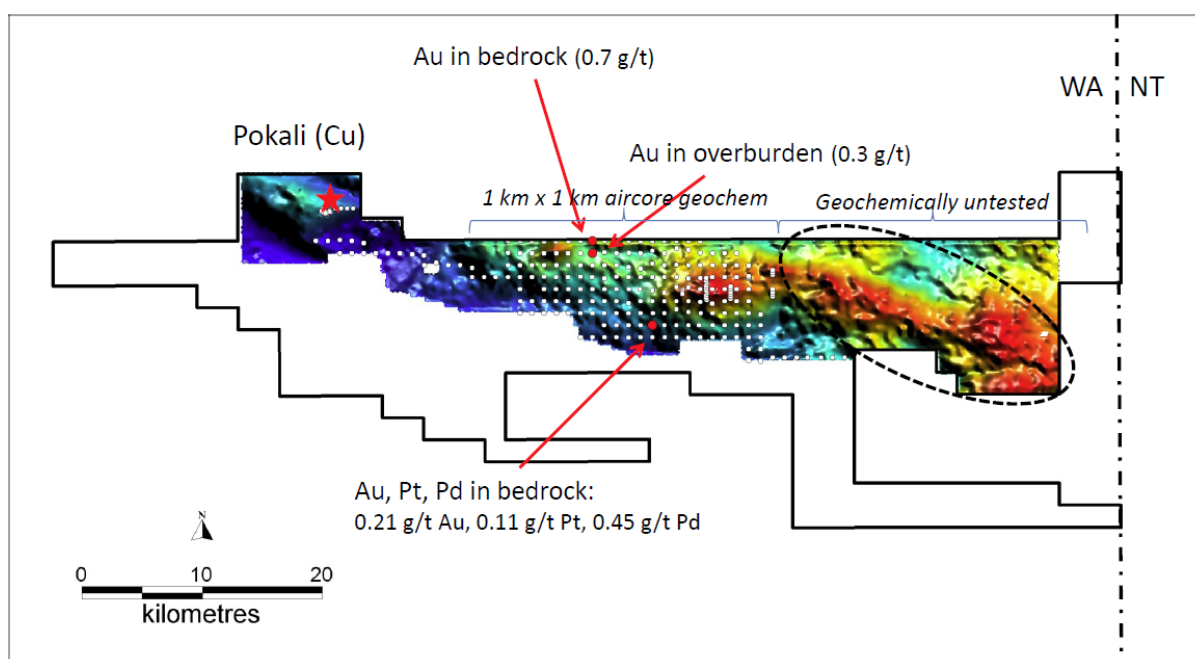 Au in bedrock (0.7 g/t)
WA
NT
Pokali (Cu)
Au in overburden (0.3 g/t)
1 km x 1 km aircore geochem
Geochemically untested
Au, Pt, Pd in bedrock:
0.21 g/t Au, 0.11 g/t Pt, 0.45 g/t Pd
N
0
10
20
kilometres